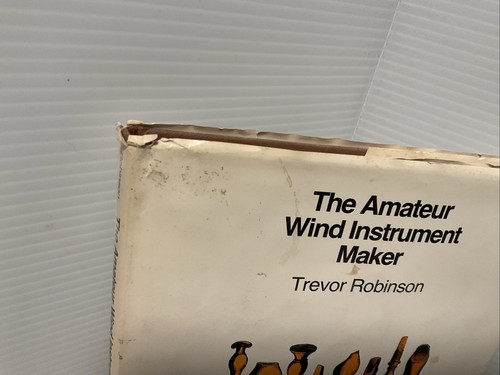 The Amateur
Wind Instrument
Maker
Trevor Robinson